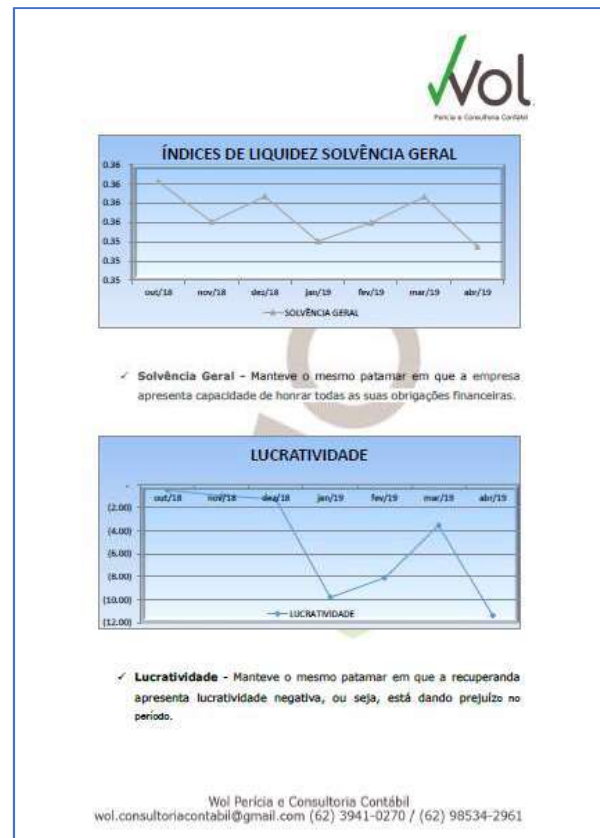 Vol
Perícia e Consultoria Contábil
ÍNDICES DE LIQUIDEZ SOLVÊNCIA GERAL
0.36
0.36
0.36
0.36
0.35
0.35
0.35
out/18 nov/18 dez/18 jan/19 fev/19 mar/19 abr/19
SOLVÊNCIA GERAL
✓ Solvência Geral – Manteve o mesmo patamar em que a empresa
apresenta capacidade de honrar todas as suas obrigações financeiras.
LUCRATIVIDADE
-
out/18 nov/18 dez/18 jan/19 fev/19 mar/19 abr/19
(2.00)
(4.00)
(6.00)
(8.00)
(10.00)
(12.00)
LUCRATIVIDADE
✓ Lucratividade - Manteve o mesmo patamar em que a recuperanda
apresenta lucratividade negativa, ou seja, está dando prejuízo no
período.
Wol Perícia e Consultoria Contábil
wol.consultoriacontabil@gmail.com (62) 3941-0270 / (62) 98534-2961